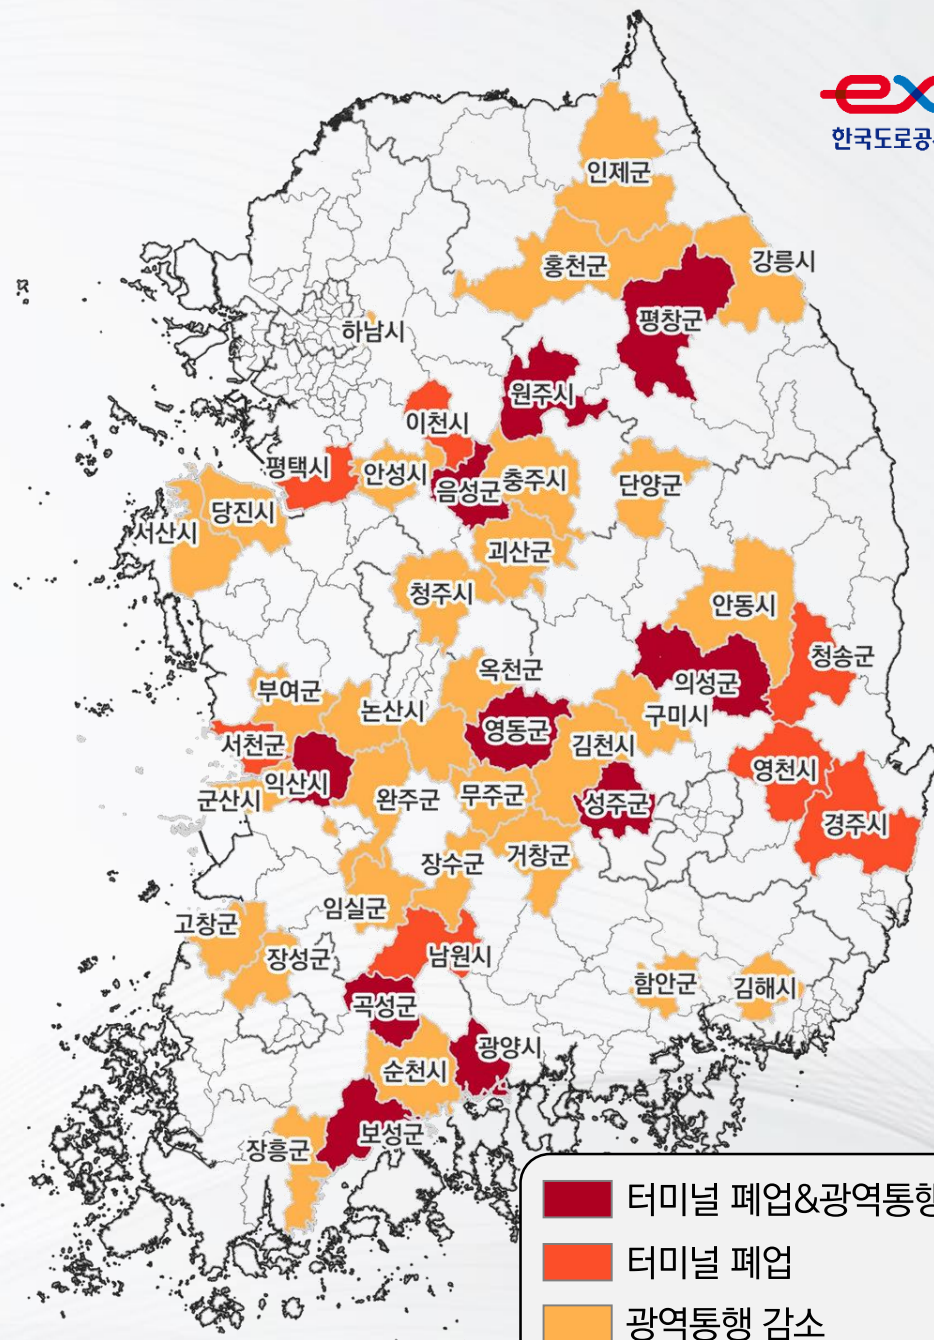 ex
한국도로공
인제군
홍천군
강릉시
평창군
하남시
원주시
이천시
평택시
안성시
음성군
충주시
단양군
당진시
서산시
괴산군
청주시
안동시
청송군
옥천군
의성군
부여군
논산시
구미시
영동군
김천시
서천군
익산시
영천시
군산시
완주군
무주군
성주군
경주시
장수군
거창군
임실군
고창군
장성군
남원시
함안군
김해시
곡성군
광양시
순천시
보성군
장흥군
터미널 폐업&광역통행
터미널 폐업
광역통행 감소